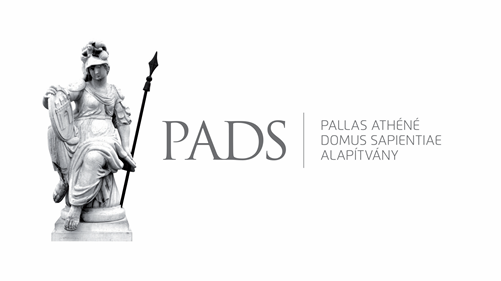 PADS
PALLAS ATHÉNÉ
DOMUS SAPIENTIAE
ALAPÍTVÁNY